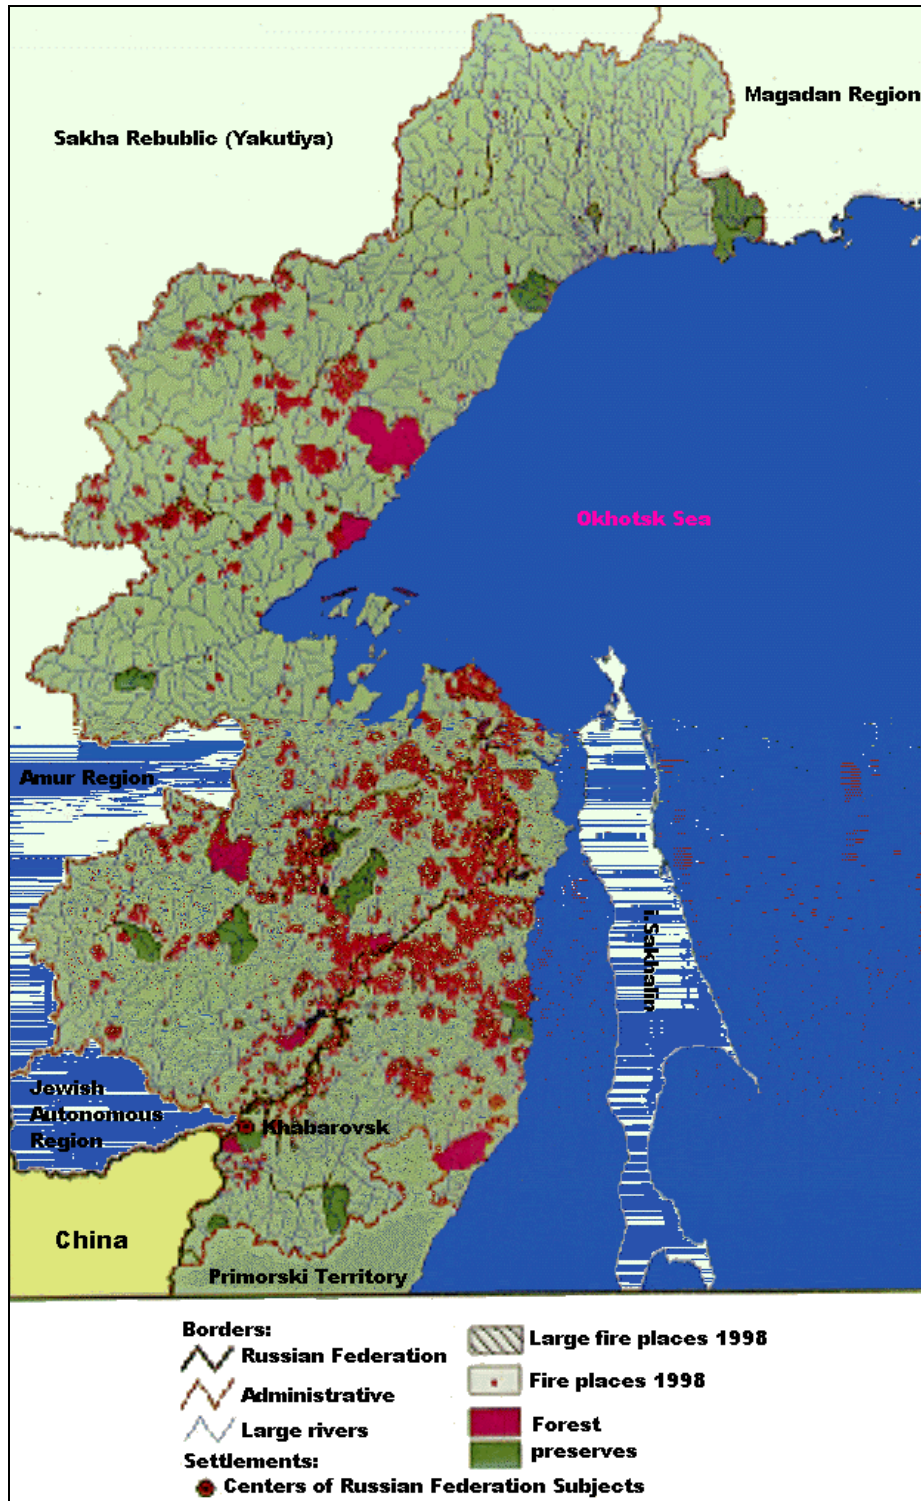 Magadan Region
Sakha Rebublic (Yakutiya)
Okhotsk Sea
Amur Region
i.Sakhalin
Jewish
Autonomous
Region
Khabarovsk
China
Primorski Territory
Borders:
Russian Federation
Administrative
Large rivers
Settlements:
Centers of Russian Federation Subjects
Large fire places 1998
Fire places 1998
Forest
preserves